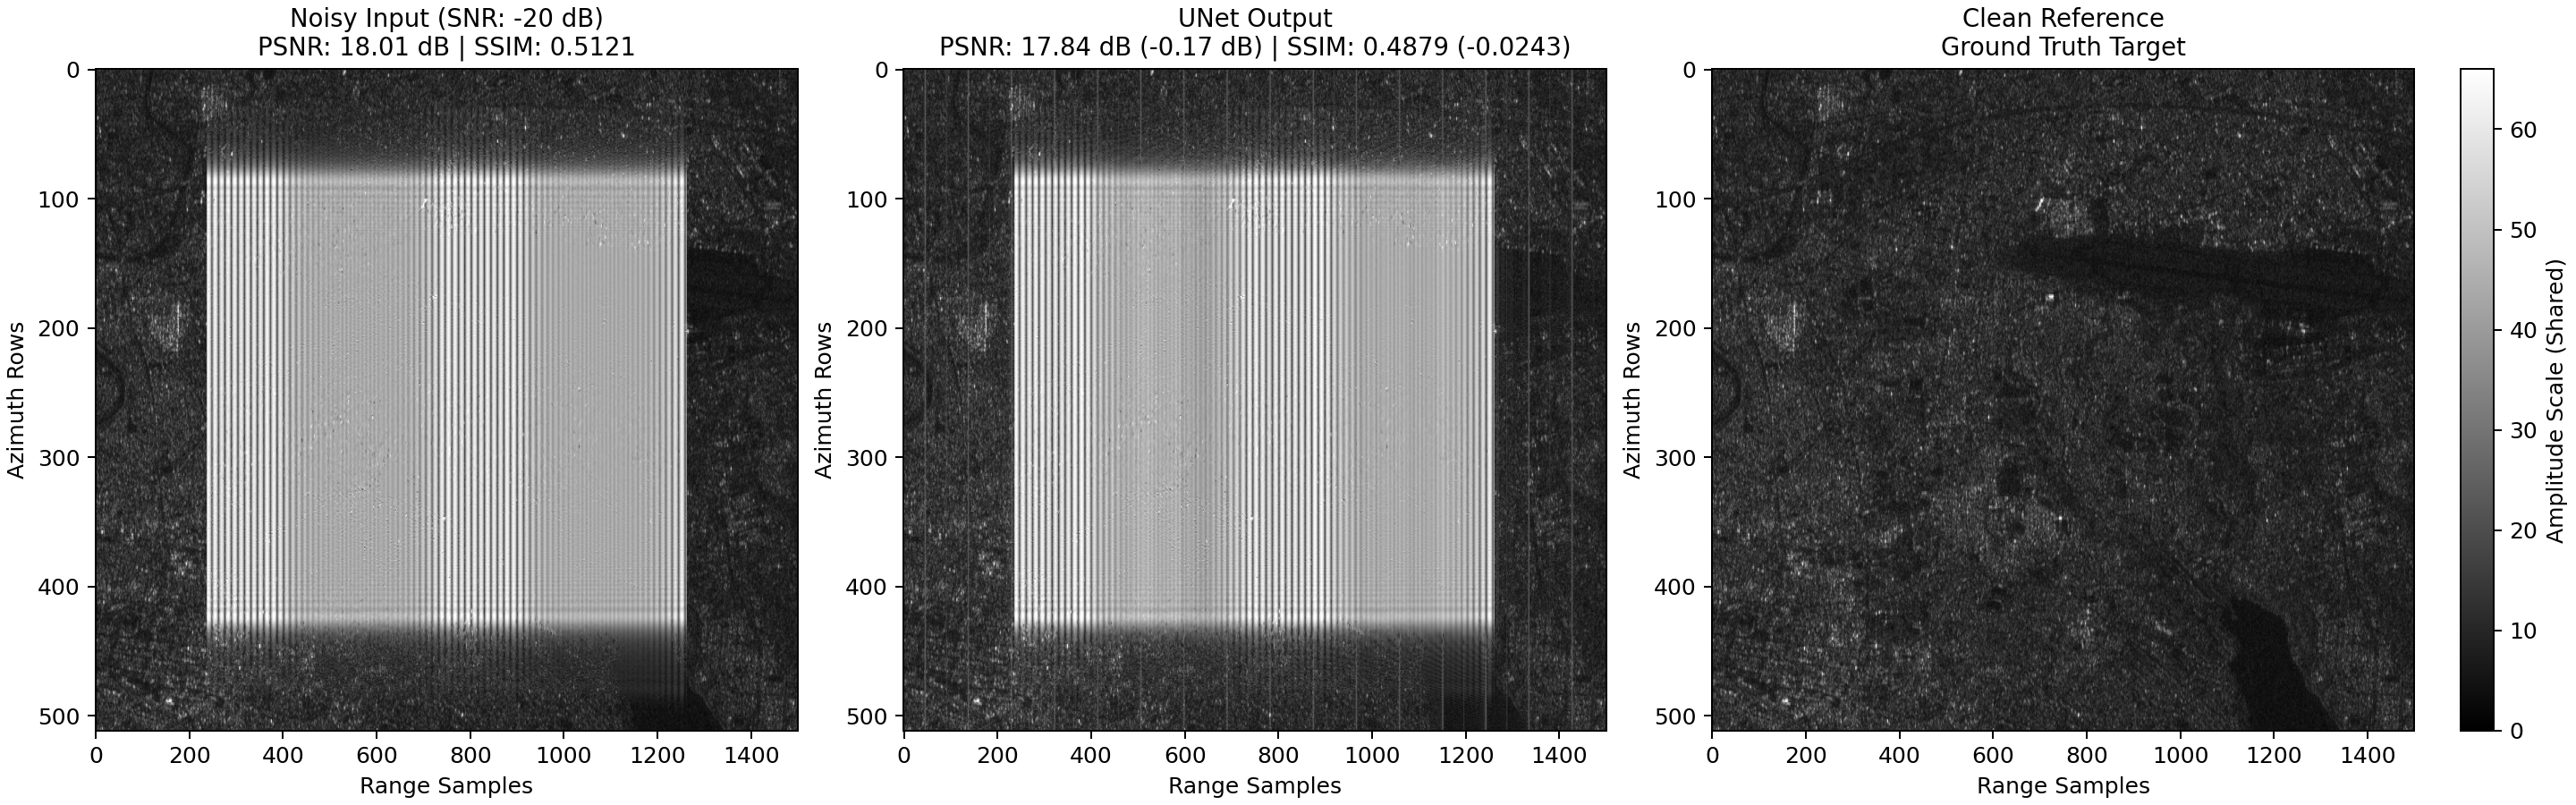 Noisy Input (SNR: -20 dB)
PSNR: 18.01 dB | SSIM: 0.5121
0
100
200
300
400
500
Azimuth Rows
0 200 400 600 800 1000 1200 1400
Range Samples
UNet Output
PSNR: 17.84 dB (-0.17 dB) | SSIM: 0.4879 (-0.0243)
0
100
200
300
400
500
Azimuth Rows
0 200 400 600 800 1000 1200 1400
Range Samples
Clean Reference
Ground Truth Target
0
100
200
300
400
500
Azimuth Rows
0 200 400 600 800 1000 1200 1400
Range Samples
60
50
40
30
20
10
0
Amplitude Scale (Shared)